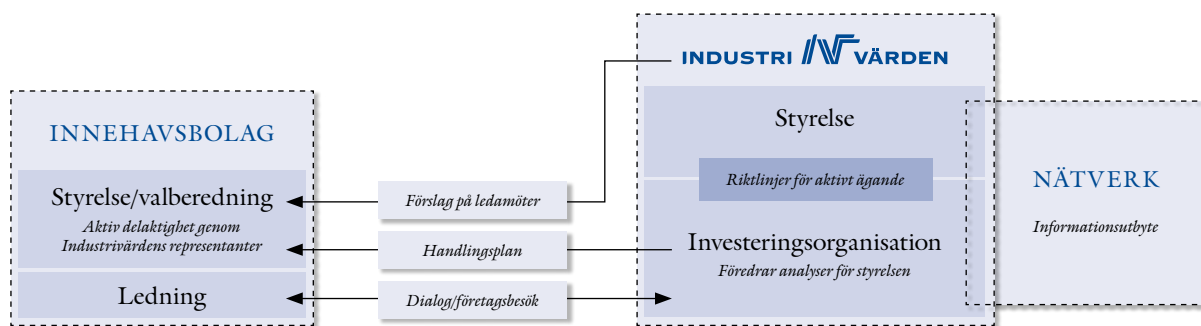 INNEHAVSBOLAG
Styrelse/valberedning
Aktiv delaktighet genom
Industrivärdens representanter
Ledning
Förslag på ledamöter
Handlingsplan
Dialog/företagsbesök
INDUSTRI VÄRDEN
Styrelse
Riktlinjer för aktivt ägande
Investeringsorganisation
Föredrar analyser för styrelsen
NÄTVERK
Informationsutbyte